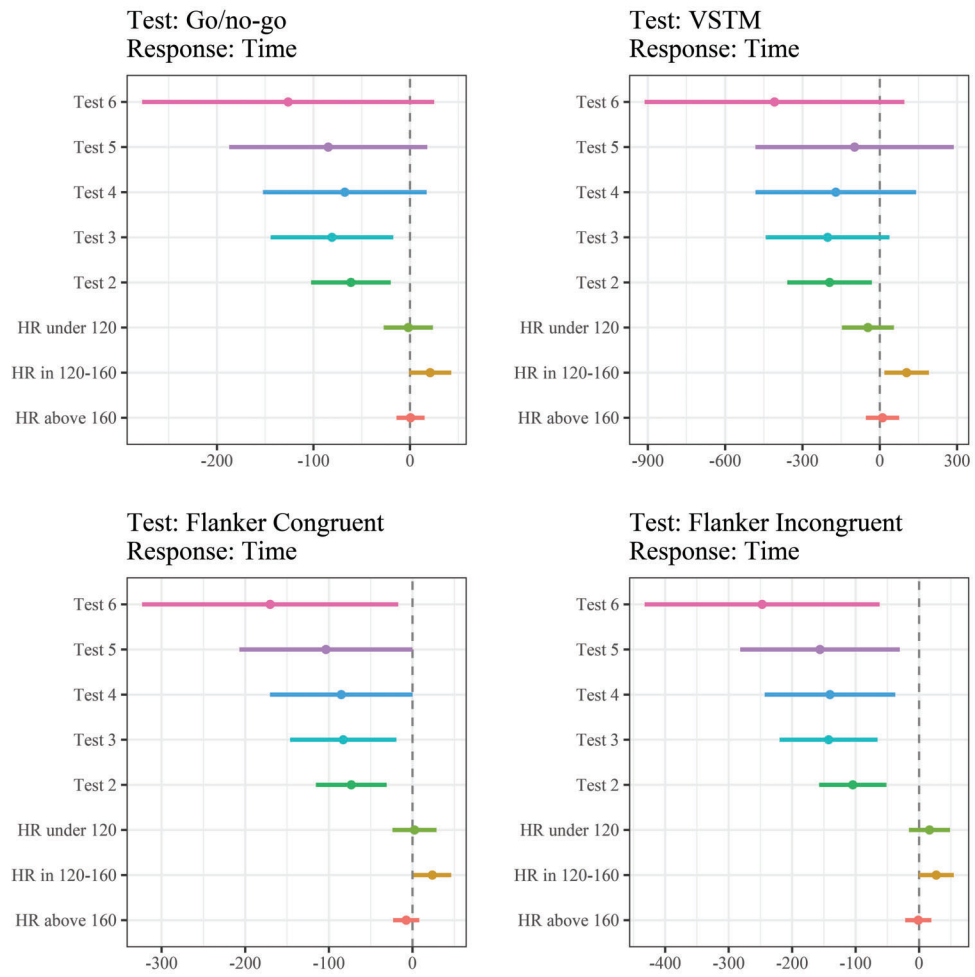 Test: Go/no-go
Response: Time
Test 6
Test 5
Test 4
Test 3
Test 2
HR under 120
HR in 120-160
HR above 160
-200 -100 0
Test: VSTM
Response: Time
Test 6
Test 5
Test 4
Test 3
Test 2
HR under 120
HR in 120-160
HR above 160
-900 -600 -300 0 300
Test: Flanker Congruent
Response: Time
Test 6
Test 5
Test 4
Test 3
Test 2
HR under 120
HR in 120-160
HR above 160
-300 -200 -100 0
Test: Flanker Incongruent
Response: Time
Test 6
Test 5
Test 4
Test 3
Test 2
HR under 120
HR in 120-160
HR above 160
-400 -300 -200 -100 0